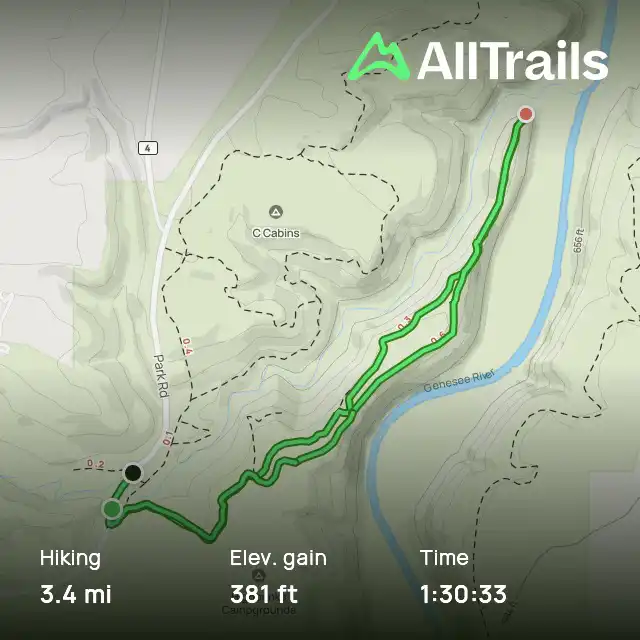 AllTrails
4
C Cabins
656 ft
0.3
0.6
0.4
Genesee River
Park Rd
0.1
0.2
Hiking
Elev. gain
Time
3.4 mi
381 ft
1:30:33